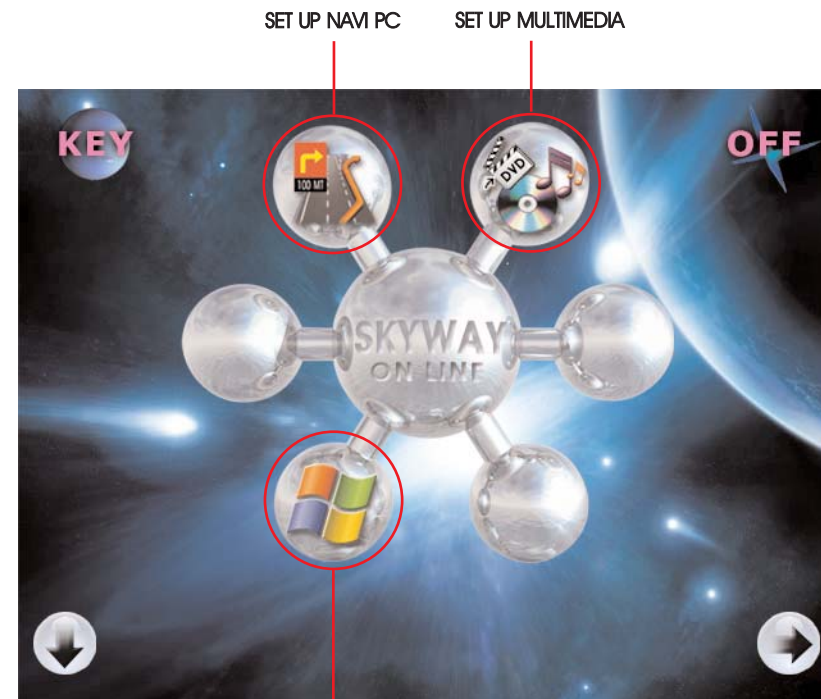 SET UP NAVI PC SET UP MULTIMEDIA
KEY OFF
100 MT
DVD
SKYWAY
ON LINE